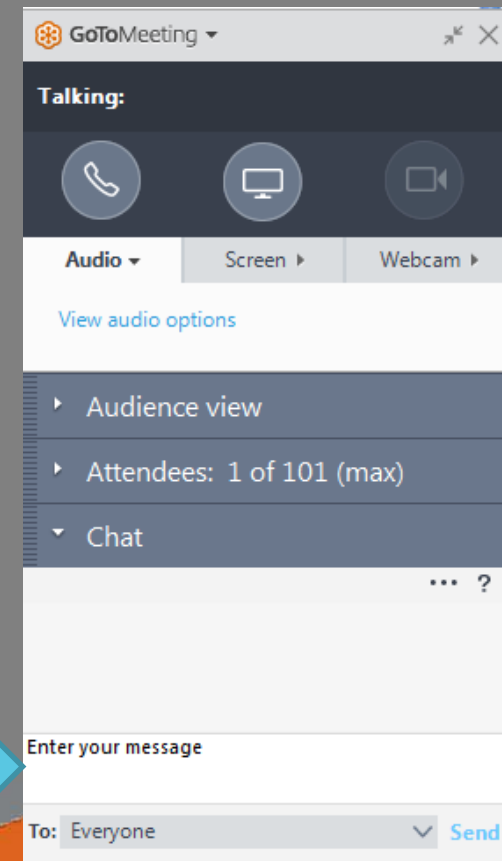 GoToMeeting
Talking:
Audio Screen Webcam
View audio options
Audience view
Attendees: 1 of 101 (max)
Chat
... ?
Enter your message
To: Everyone Send